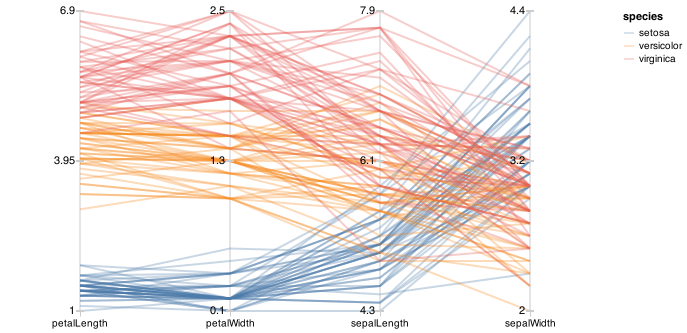 6.9 2.5 7.9 4.4
species
setosa
versicolor
virginica
3.95 1.3 6.1 3.2
1 0.1 4.3 2
petalLength petalWidth sepalLength sepalWidth